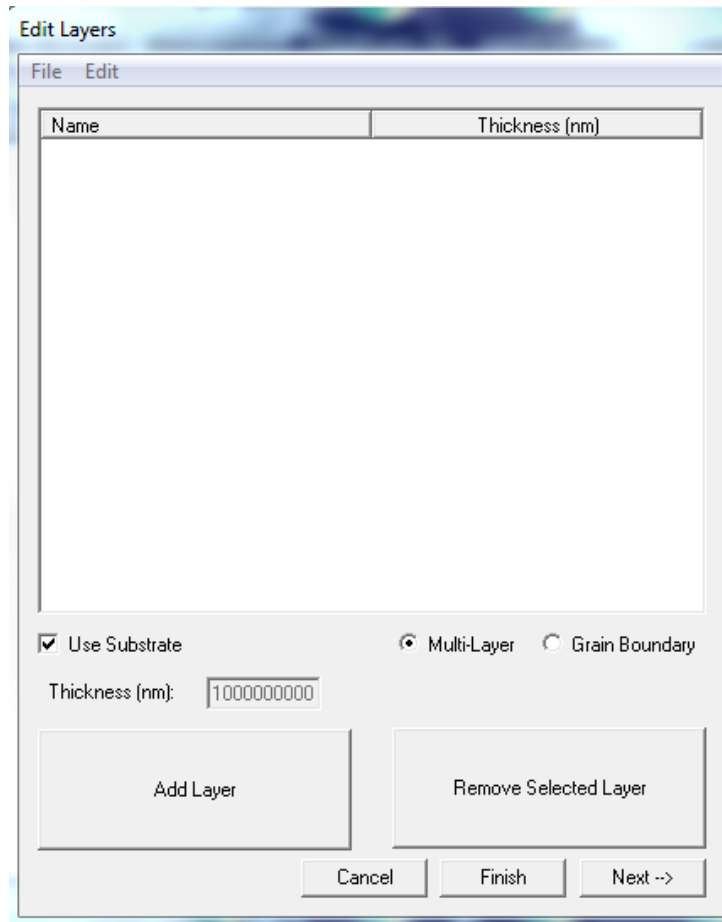 Edit Layers
File Edit
Name Thickness (nm)
Use Substrate Multi-Layer Grain Boundary
Thickness (nm): 1000000000
Add Layer Remove Selected Layer
Cancel Finish Next -->